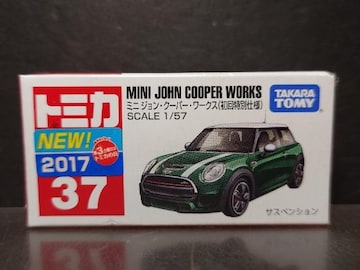 トミカ
NEW!
2017
37
MINI JOHN COOPER WORKS
ミニ ジョン・クーパー・ワークス(初回特別仕様)
SCALE 1/57
TAKARA
TOMY
サスペンション